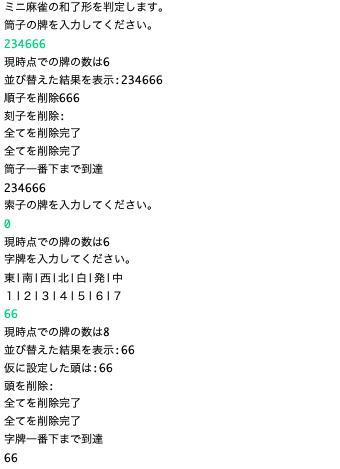 ミニ麻雀の和了形を判定します。
筒子の牌を入力してください。
234666
現時点での牌の数は6
並び替えた結果を表示:234666
順子を削除666
刻子を削除:
全てを削除完了
全てを削除完了
筒子一番下まで到達
234666
索子の牌を入力してください。
0
現時点での牌の数は6
字牌を入力してください。
東|南|西|北|白|発|中
１|２|３|４|５|６|７
66
現時点での牌の数は8
並び替えた結果を表示:66
仮に設定した頭は:66
頭を削除:
全てを削除完了
全てを削除完了
字牌一番下まで到達
66